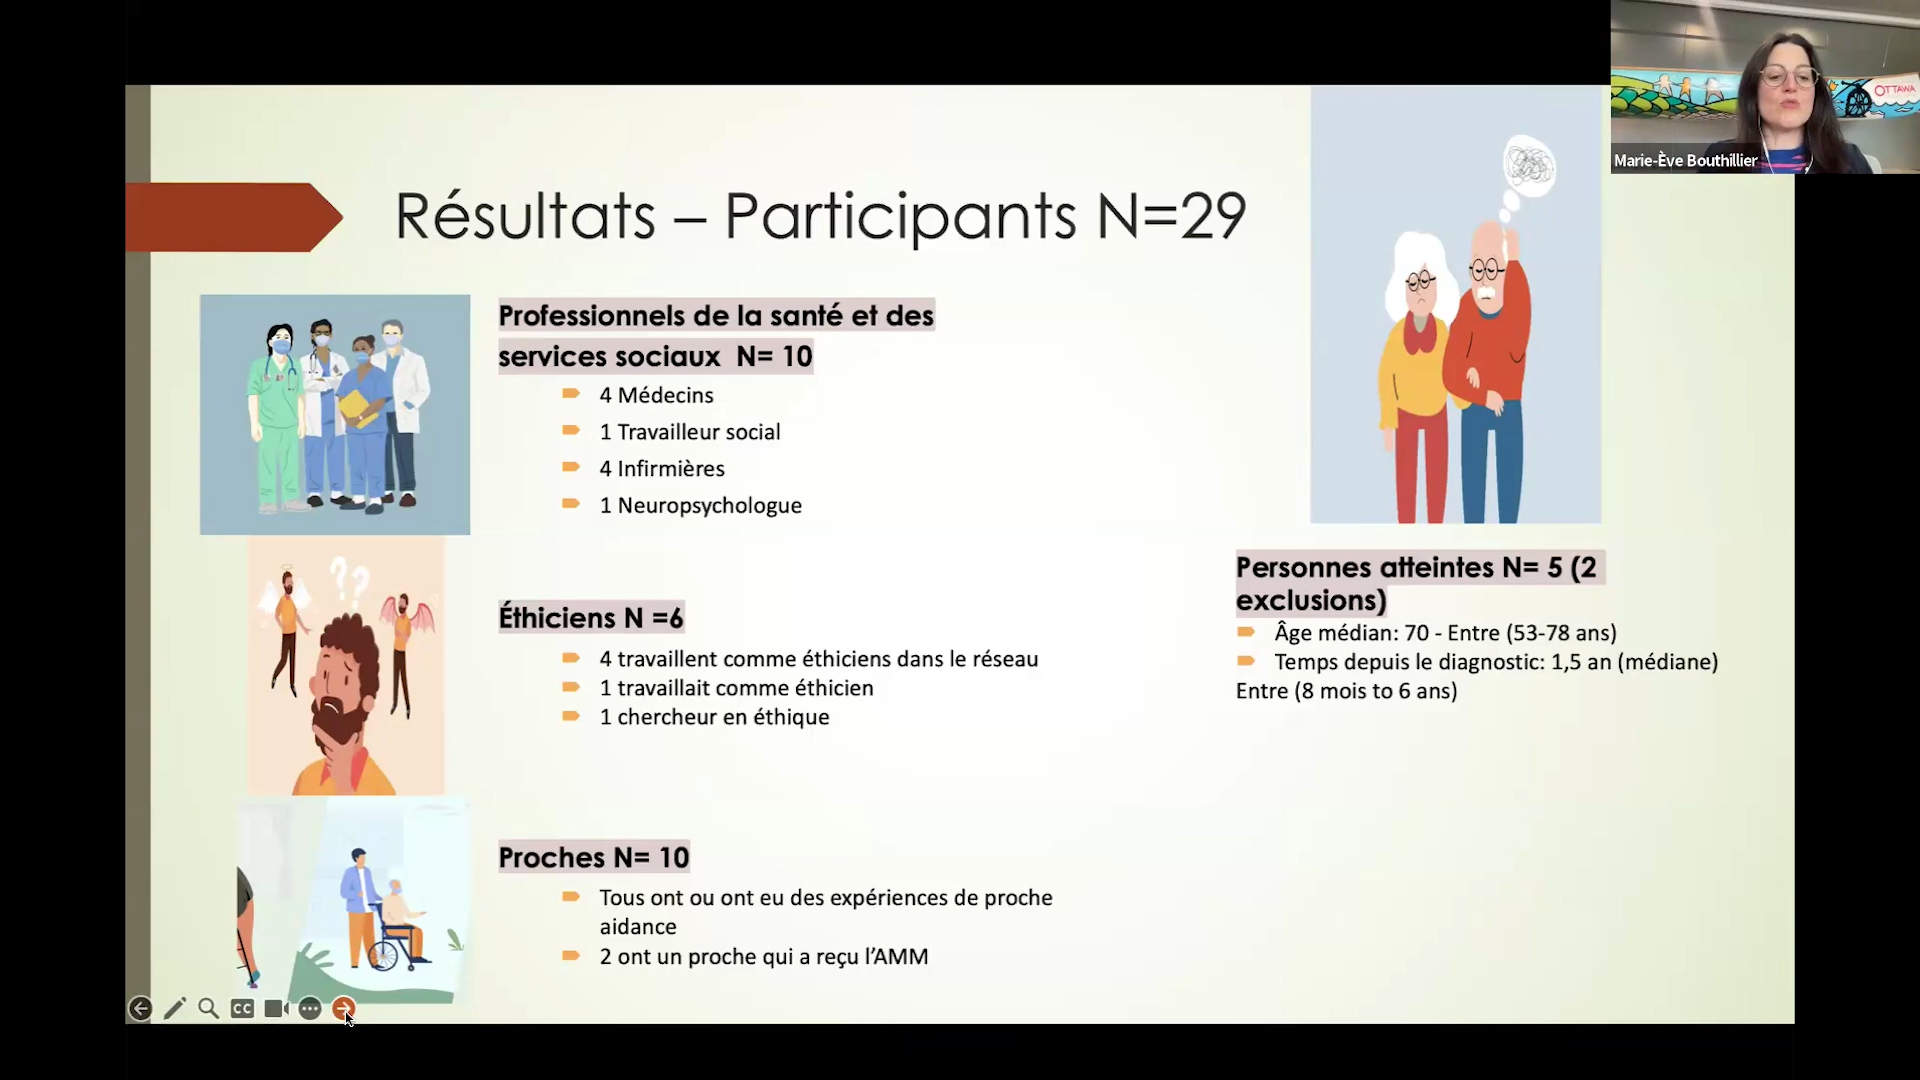 Résultats – Participants N=29
Professionnels de la santé et des
services sociaux  N= 10
4 Médecins
1 Travailleur social
4 Infirmières
1 Neuropsychologue
Éthiciens N =6
4 travaillent comme éthiciens dans le réseau
1 travaillait comme éthicien
1 chercheur en éthique
Proches N= 10
Tous ont ou ont eu des expériences de proche
aidance
2 ont un proche qui a reçu l’AMM
Personnes atteintes N= 5 (2
exclusions)
Âge médian: 70 - Entre (53-78 ans)
Temps depuis le diagnostic: 1,5 an (médiane)
Entre (8 mois to 6 ans)
OTTAWA
Marie-Ève Bouthillier
??
CC